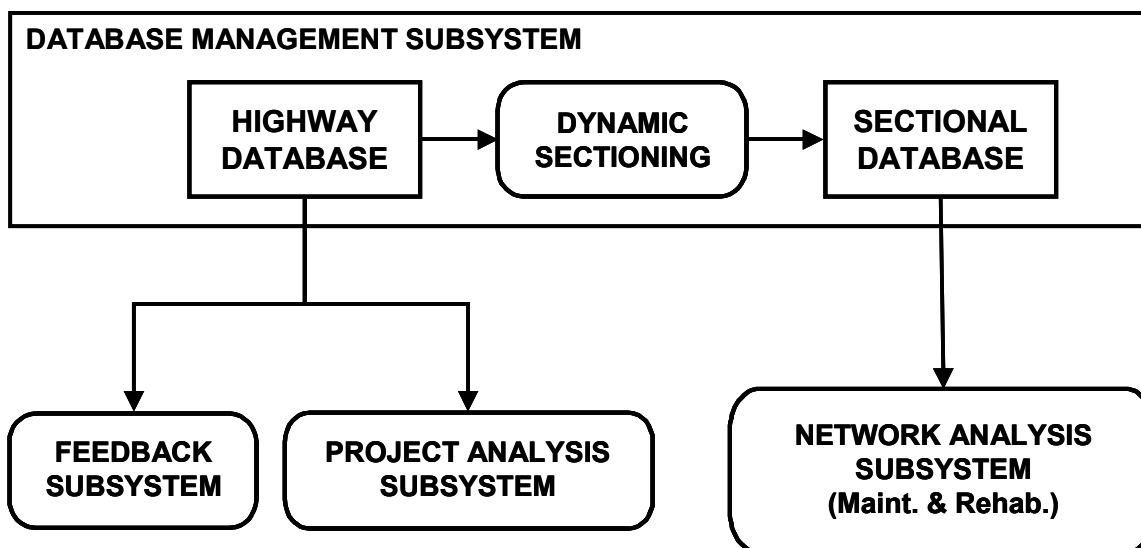 DATABASE MANAGEMENT SUBSYSTEM
HIGHWAY
DATABASE
DYNAMIC
SECTIONING
SECTIONAL
DATABASE
FEEDBACK
SUBSYSTEM
PROJECT ANALYSIS
SUBSYSTEM
NETWORK ANALYSIS
SUBSYSTEM
(Maint. & Rehab.)